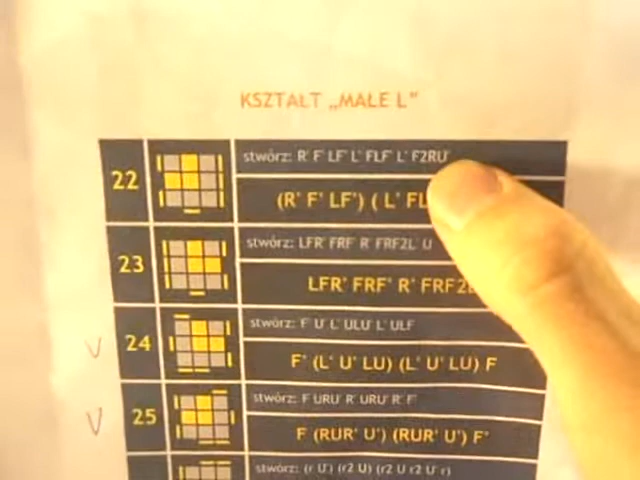 KSZTAŁT „MAŁE L”
22
stwórz: R' F' LF' L' FLF' L' F2RU'
(R' F' LF') ( L' FL
23
stwórz: LFR' FRF' R' FRF2L' U
LFR' FRF' R' FRF2L
V 24
stwórz: F' U' L' ULU' L' ULF
F' (L' U' LU) (L' U' LU) F
V 25
stwórz: F URU' R' URU' R' F'
F (RUR' U') (RUR' U') F'
stwórz: (r U') (r2 U) (r2 U r2 U' r)